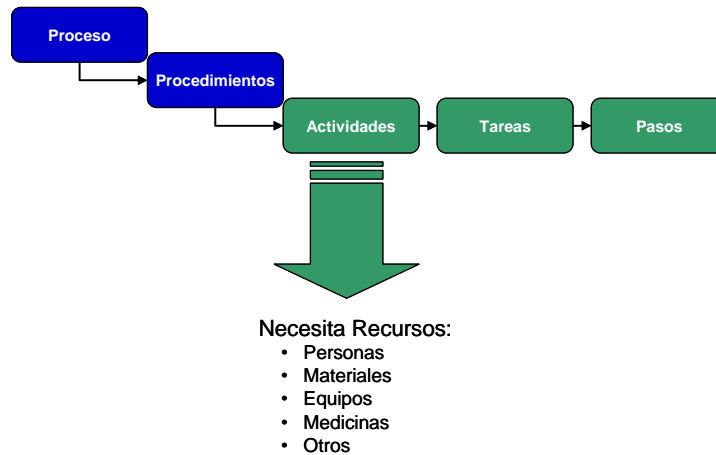 Proceso
Procedimientos
Actividades
Tareas
Pasos
Necesita Recursos:
• Personas
• Materiales
• Equipos
• Medicinas
• Otros